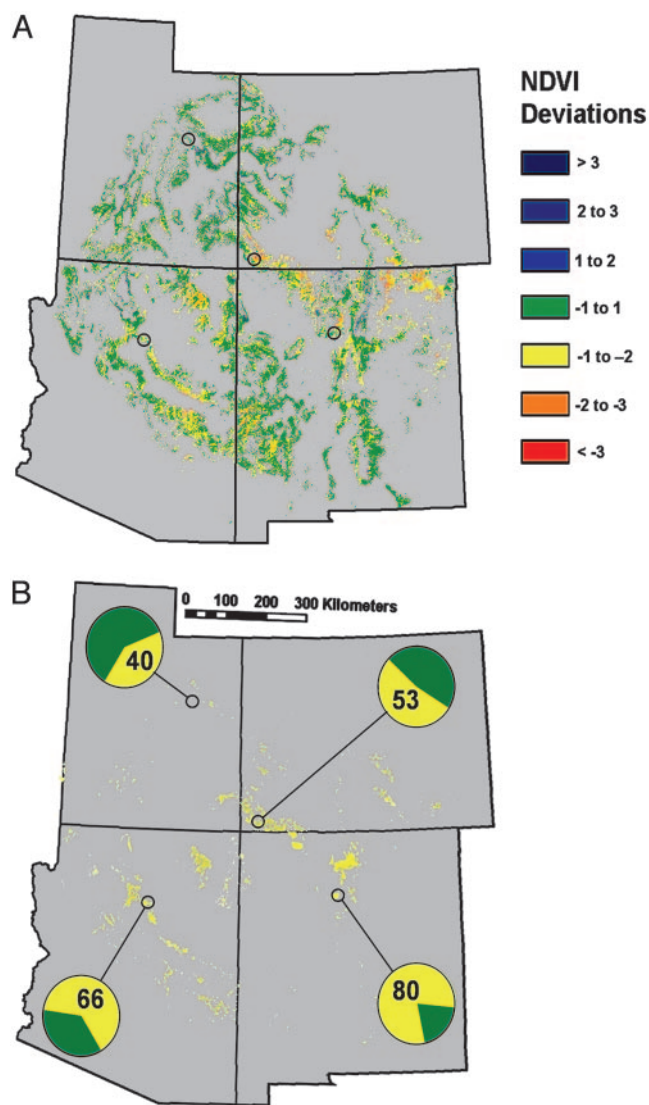 A
NDVI
Deviations
> 3
2 to 3
1 to 2
-1 to 1
-1 to –2
-2 to -3
< -3
B
0 100 200 300 Kilometers
40
53
66
80